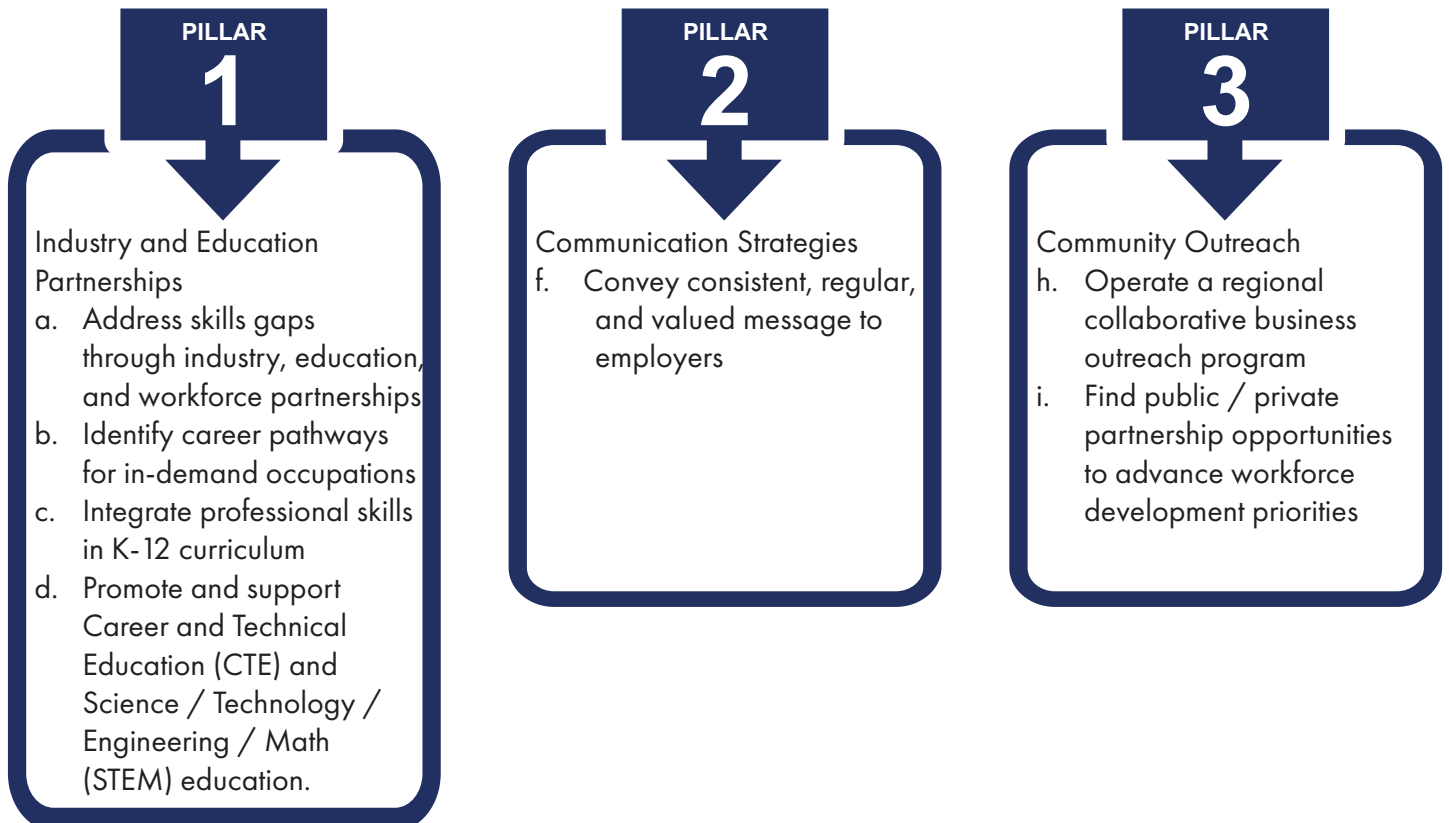 PILLAR
1
Industry and Education
Partnerships
a. Address skills gaps
through industry, education,
and workforce partnerships
b. Identify career pathways
for in-demand occupations
c. Integrate professional skills
in K-12 curriculum
d. Promote and support
Career and Technical
Education (CTE) and
Science / Technology /
Engineering / Math
(STEM) education.
PILLAR
2
Communication Strategies
f. Convey consistent, regular,
and valued message to
employers
PILLAR
3
Community Outreach
h. Operate a regional
collaborative business
outreach program
i. Find public / private
partnership opportunities
to advance workforce
development priorities